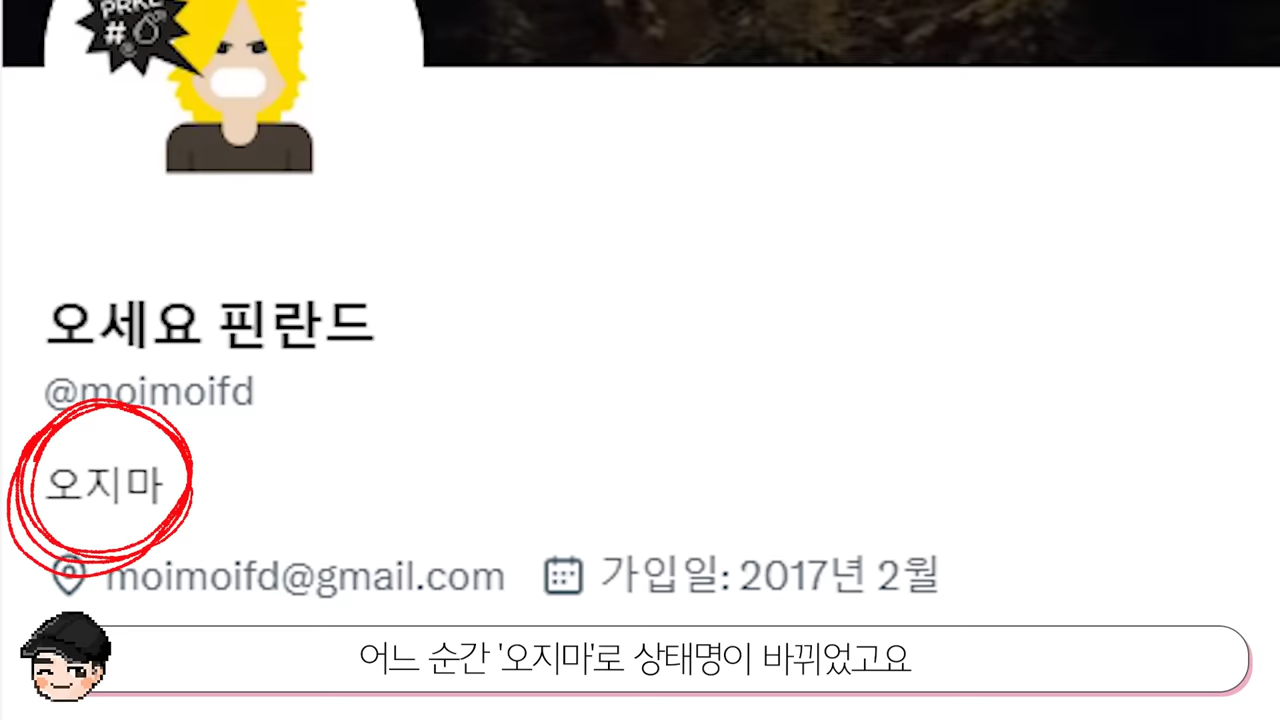 PRKL
#
오세요 핀란드
@moimoifd
오지마
moimoifd@gmail.com 가입일: 2017년 2월
어느 순간 '오지마'로 상태명이 바뀌었고요